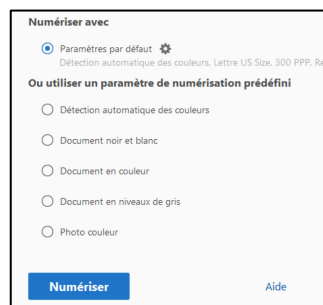 Numériser avec
Paramètres par défaut
Détection automatique des couleurs, Lettre US Size, 300 PPP, Re
Ou utiliser un paramètre de numérisation prédéfini
Détection automatique des couleurs
Document noir et blanc
Document en couleur
Document en niveaux de gris
Photo couleur
Numériser Aide